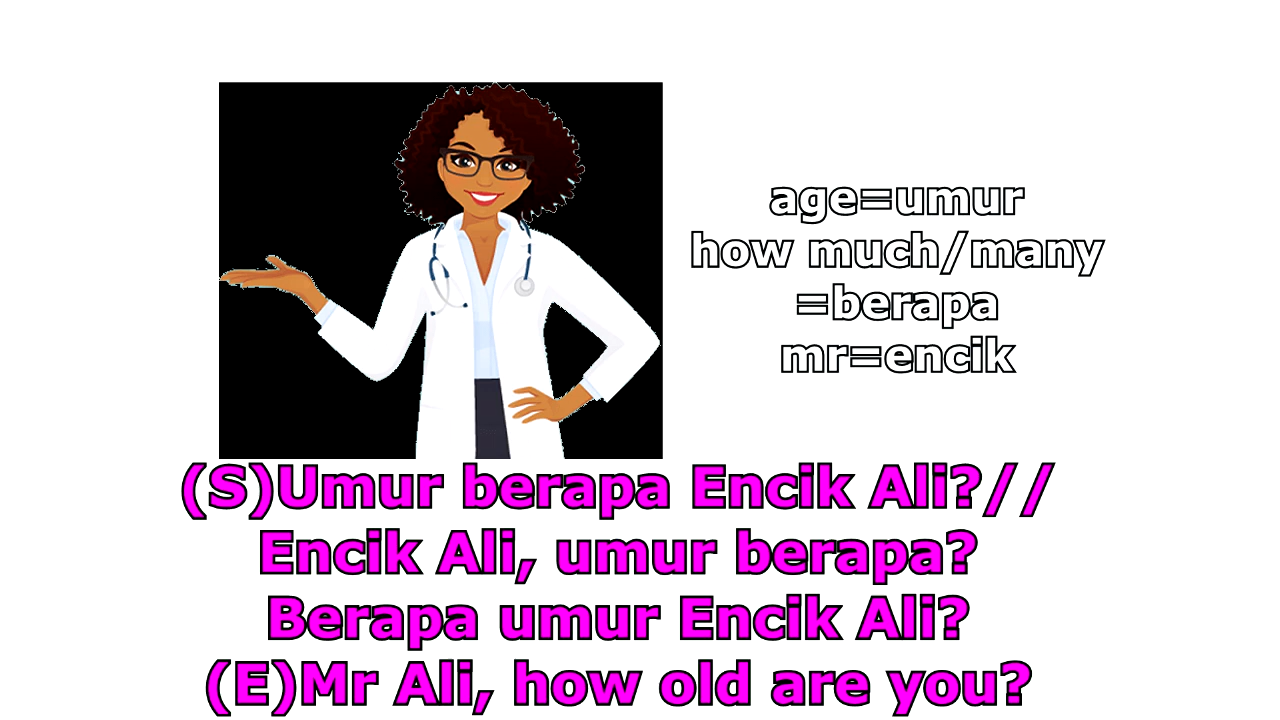 age=umur
how much/many
=berapa
mr=encik
(S)Umur berapa Encik Ali?//
Encik Ali, umur berapa?
Berapa umur Encik Ali?
(E)Mr Ali, how old are you?